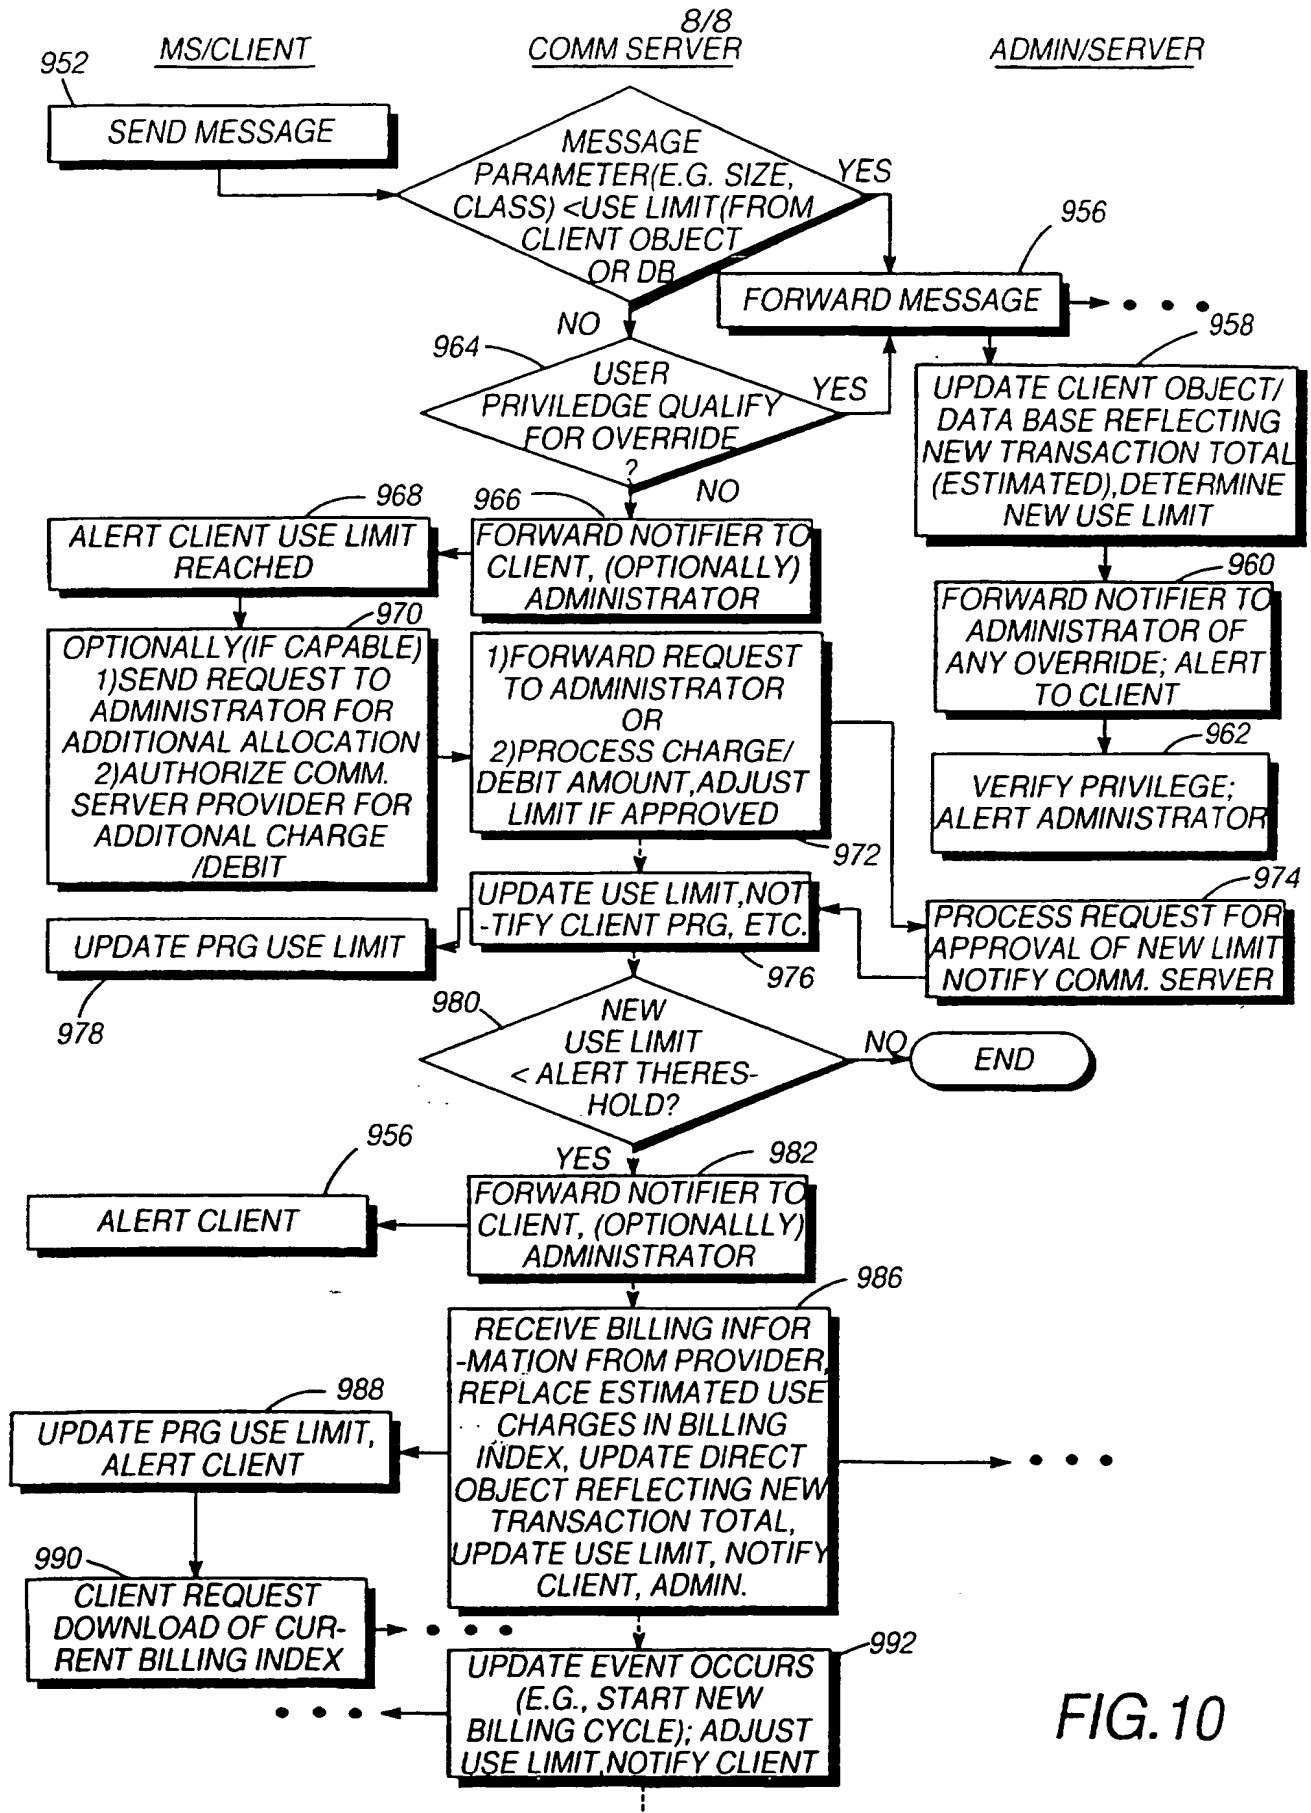 8/8
MS/CLIENT
COMM SERVER
ADMIN/SERVER
952
SEND MESSAGE
MESSAGE
PARAMETER(E.G. SIZE,
CLASS) <USE LIMIT(FROM
CLIENT OBJECT
OR DB
YES
NO
956
FORWARD MESSAGE
964
USER
PRIVILEDGE QUALIFY
FOR OVERRIDE
?
YES
NO
958
UPDATE CLIENT OBJECT/
DATA BASE REFLECTING
NEW TRANSACTION TOTAL
(ESTIMATED),DETERMINE
NEW USE LIMIT
968
ALERT CLIENT USE LIMIT
REACHED
966
FORWARD NOTIFIER TO
CLIENT, (OPTIONALLY)
ADMINISTRATOR
960
FORWARD NOTIFIER TO
ADMINISTRATOR OF
ANY OVERRIDE; ALERT
TO CLIENT
970
OPTIONALLY(IF CAPABLE)
1)SEND REQUEST TO
ADMINISTRATOR FOR
ADDITIONAL ALLOCATION
2)AUTHORIZE COMM.
SERVER PROVIDER FOR
ADDITONAL CHARGE
/DEBIT
1)FORWARD REQUEST
TO ADMINISTRATOR
OR
2)PROCESS CHARGE/
DEBIT AMOUNT,ADJUST
LIMIT IF APPROVED
972
962
VERIFY PRIVILEGE;
ALERT ADMINISTRATOR
974
PROCESS REQUEST FOR
APPROVAL OF NEW LIMIT
NOTIFY COMM. SERVER
UPDATE USE LIMIT,NOT
-TIFY CLIENT PRG, ETC.
976
UPDATE PRG USE LIMIT
978
980
NEW
USE LIMIT
< ALERT THERES-
HOLD?
NO
END
YES
956
ALERT CLIENT
982
FORWARD NOTIFIER TO
CLIENT, (OPTIONALLLY)
ADMINISTRATOR
986
RECEIVE BILLING INFOR
-MATION FROM PROVIDER,
REPLACE ESTIMATED USE
CHARGES IN BILLING
INDEX, UPDATE DIRECT
OBJECT REFLECTING NEW
TRANSACTION TOTAL,
UPDATE USE LIMIT, NOTIFY
CLIENT, ADMIN.
988
UPDATE PRG USE LIMIT,
ALERT CLIENT
990
CLIENT REQUEST
DOWNLOAD OF CUR-
RENT BILLING INDEX
992
UPDATE EVENT OCCURS
(E.G., START NEW
BILLING CYCLE); ADJUST
USE LIMIT,NOTIFY CLIENT
FIG.10